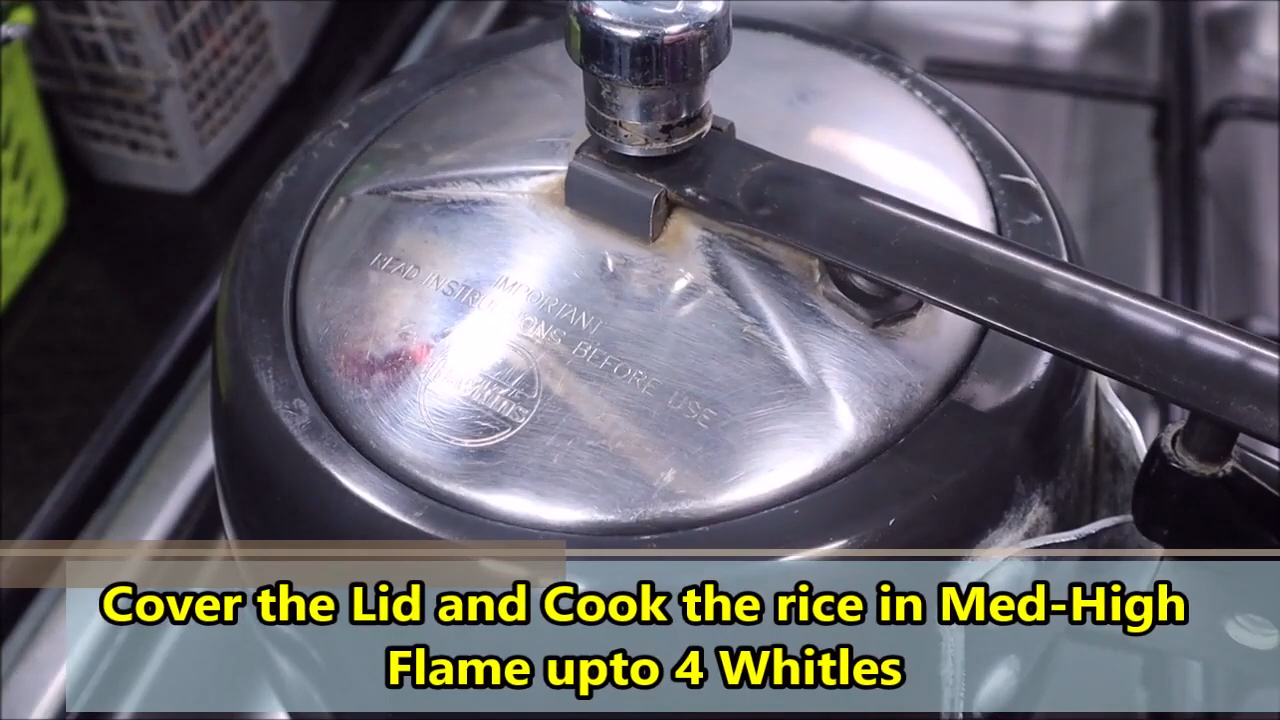 IMPORTANT
READ INSTRUCTIONS BEFORE USE
HAWKINS
Cover the Lid and Cook the rice in Med-High
Flame upto 4 Whitles